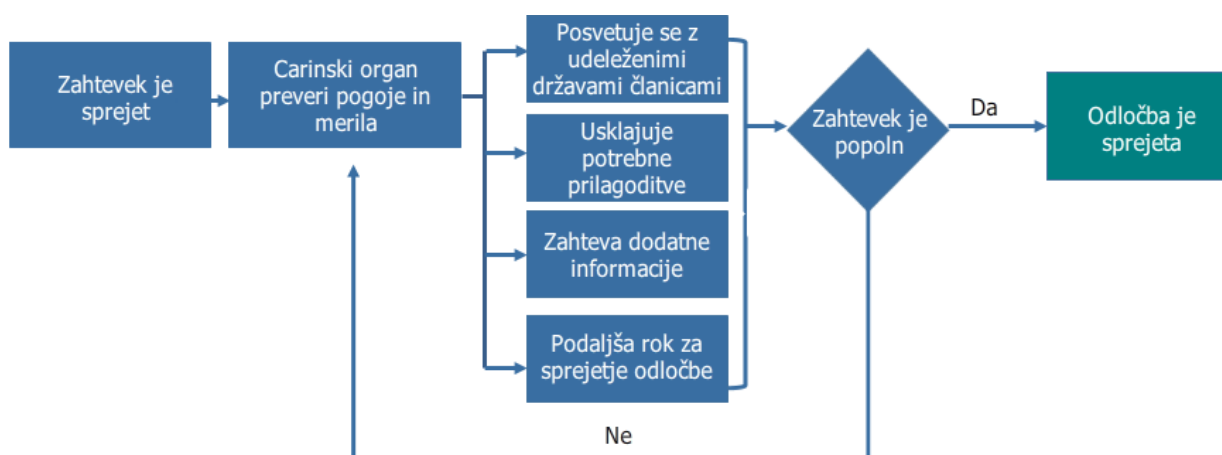 Zahtevek je
sprejet
Carinski organ
preveri pogoje in
merila
Posvetuje se z
udeleženimi
državami članicami
Usklajuje
potrebne
prilagoditve
Zahteva dodatne
informacije
Podaljša rok za
sprejetje odločbe
Zahtevek je
popoln
Da
Odločba je
sprejeta
Ne